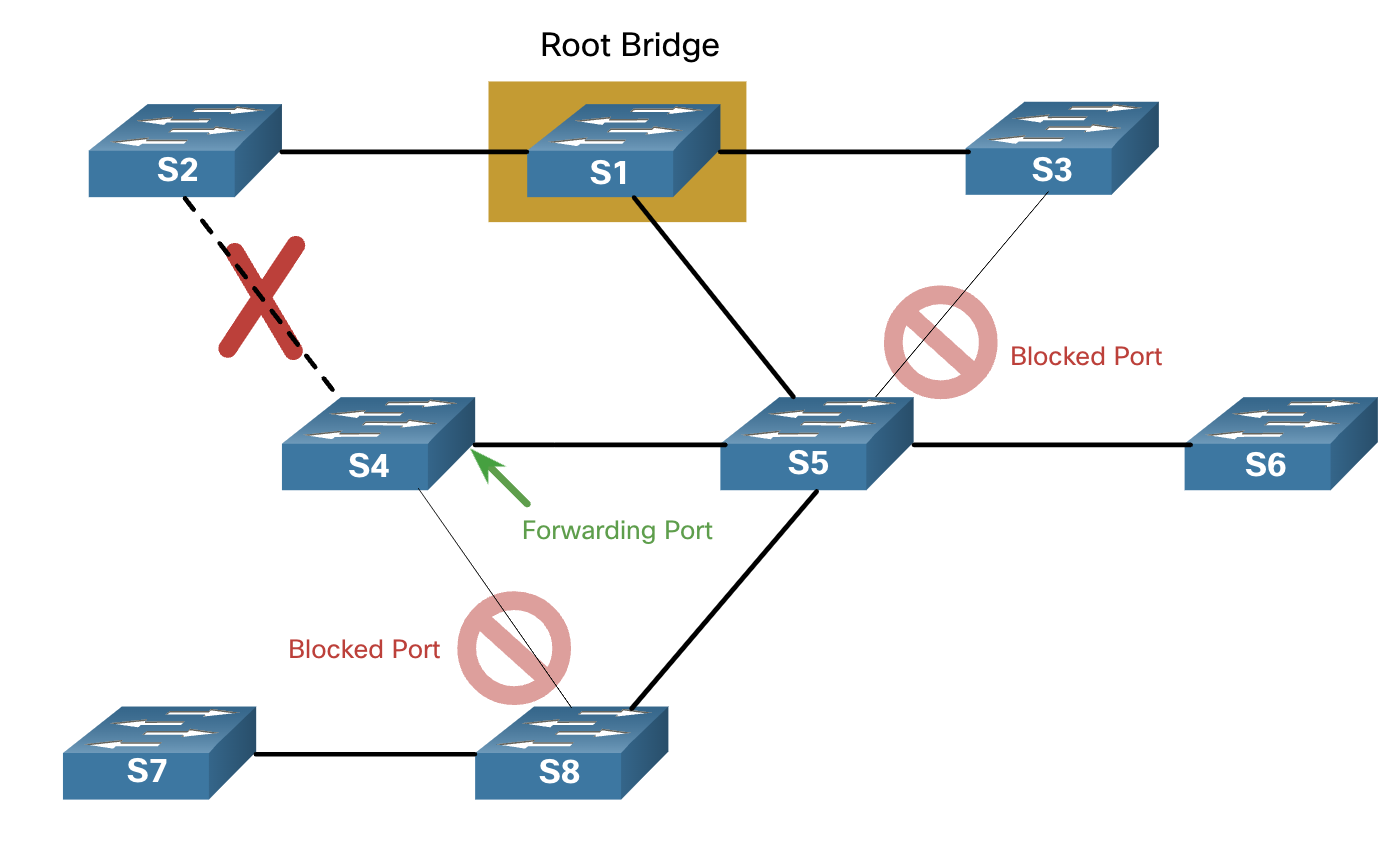 Root Bridge
S2
S1
S3
Blocked Port
S4
S5
S6
Forwarding Port
Blocked Port
S7
S8